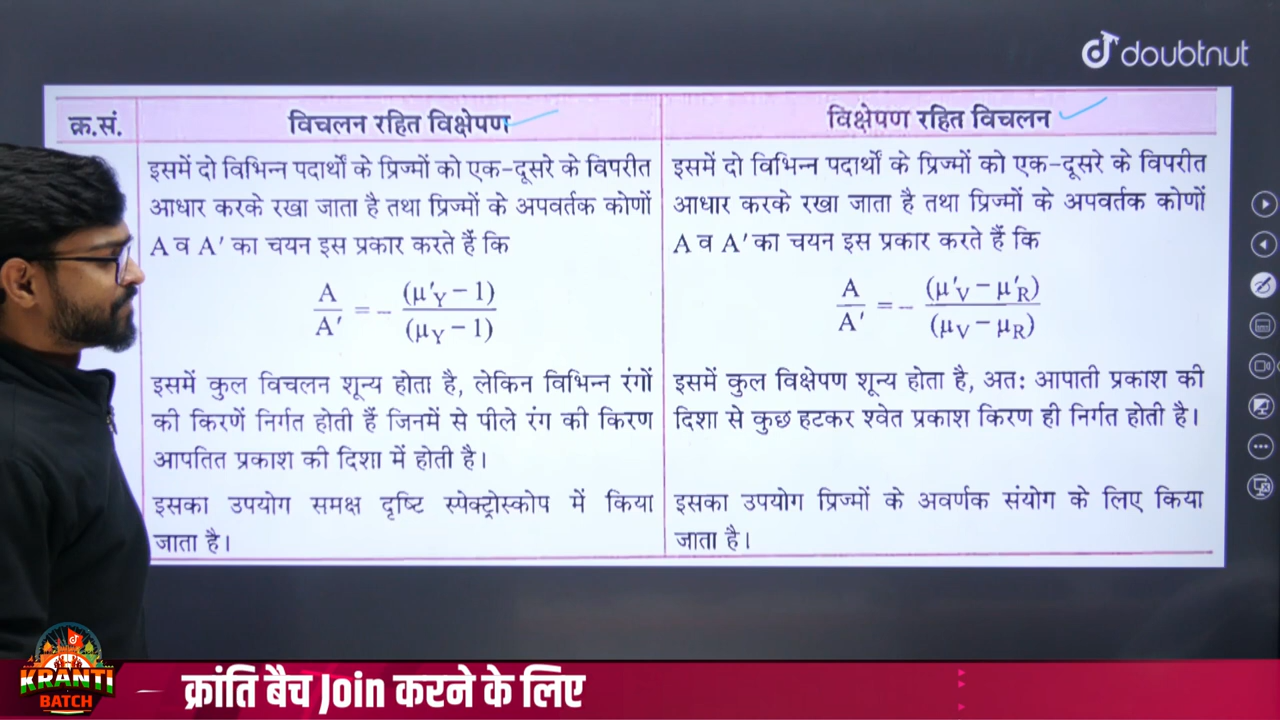 doubtnut
क्र.सं.
विचलन रहित विक्षेपण
विक्षेपण रहित विचलन
इसमें दो विभिन्न पदार्थों के प्रिज्मों को एक-दूसरे के विपरीत
आधार करके रखा जाता है तथा प्रिज्मों के अपवर्तक कोणों
A व A′ का चयन इस प्रकार करते हैं कि
A/A′ = - (μ′Y − 1)/(μY − 1)
इसमें कुल विचलन शून्य होता है, लेकिन विभिन्न रंगों
की किरणें निर्गत होती हैं जिनमें से पीले रंग की किरण
आपतित प्रकाश की दिशा में होती है।
इसका उपयोग समक्ष दृष्टि स्पेक्ट्रोस्कोप में किया
जाता है।
इसमें दो विभिन्न पदार्थों के प्रिज्मों को एक-दूसरे के विपरीत
आधार करके रखा जाता है तथा प्रिज्मों के अपवर्तक कोणों
A व A′ का चयन इस प्रकार करते हैं कि
A/A′ = - (μ′V − μ′R)/(μV − μR)
इसमें कुल विक्षेपण शून्य होता है, अत: आपाती प्रकाश की
दिशा से कुछ हटकर श्वेत प्रकाश किरण ही निर्गत होती है।
इसका उपयोग प्रिज्मों के अवर्णक संयोग के लिए किया
जाता है।
KRANTI
BATCH
क्रांति बैच Join करने के लिए